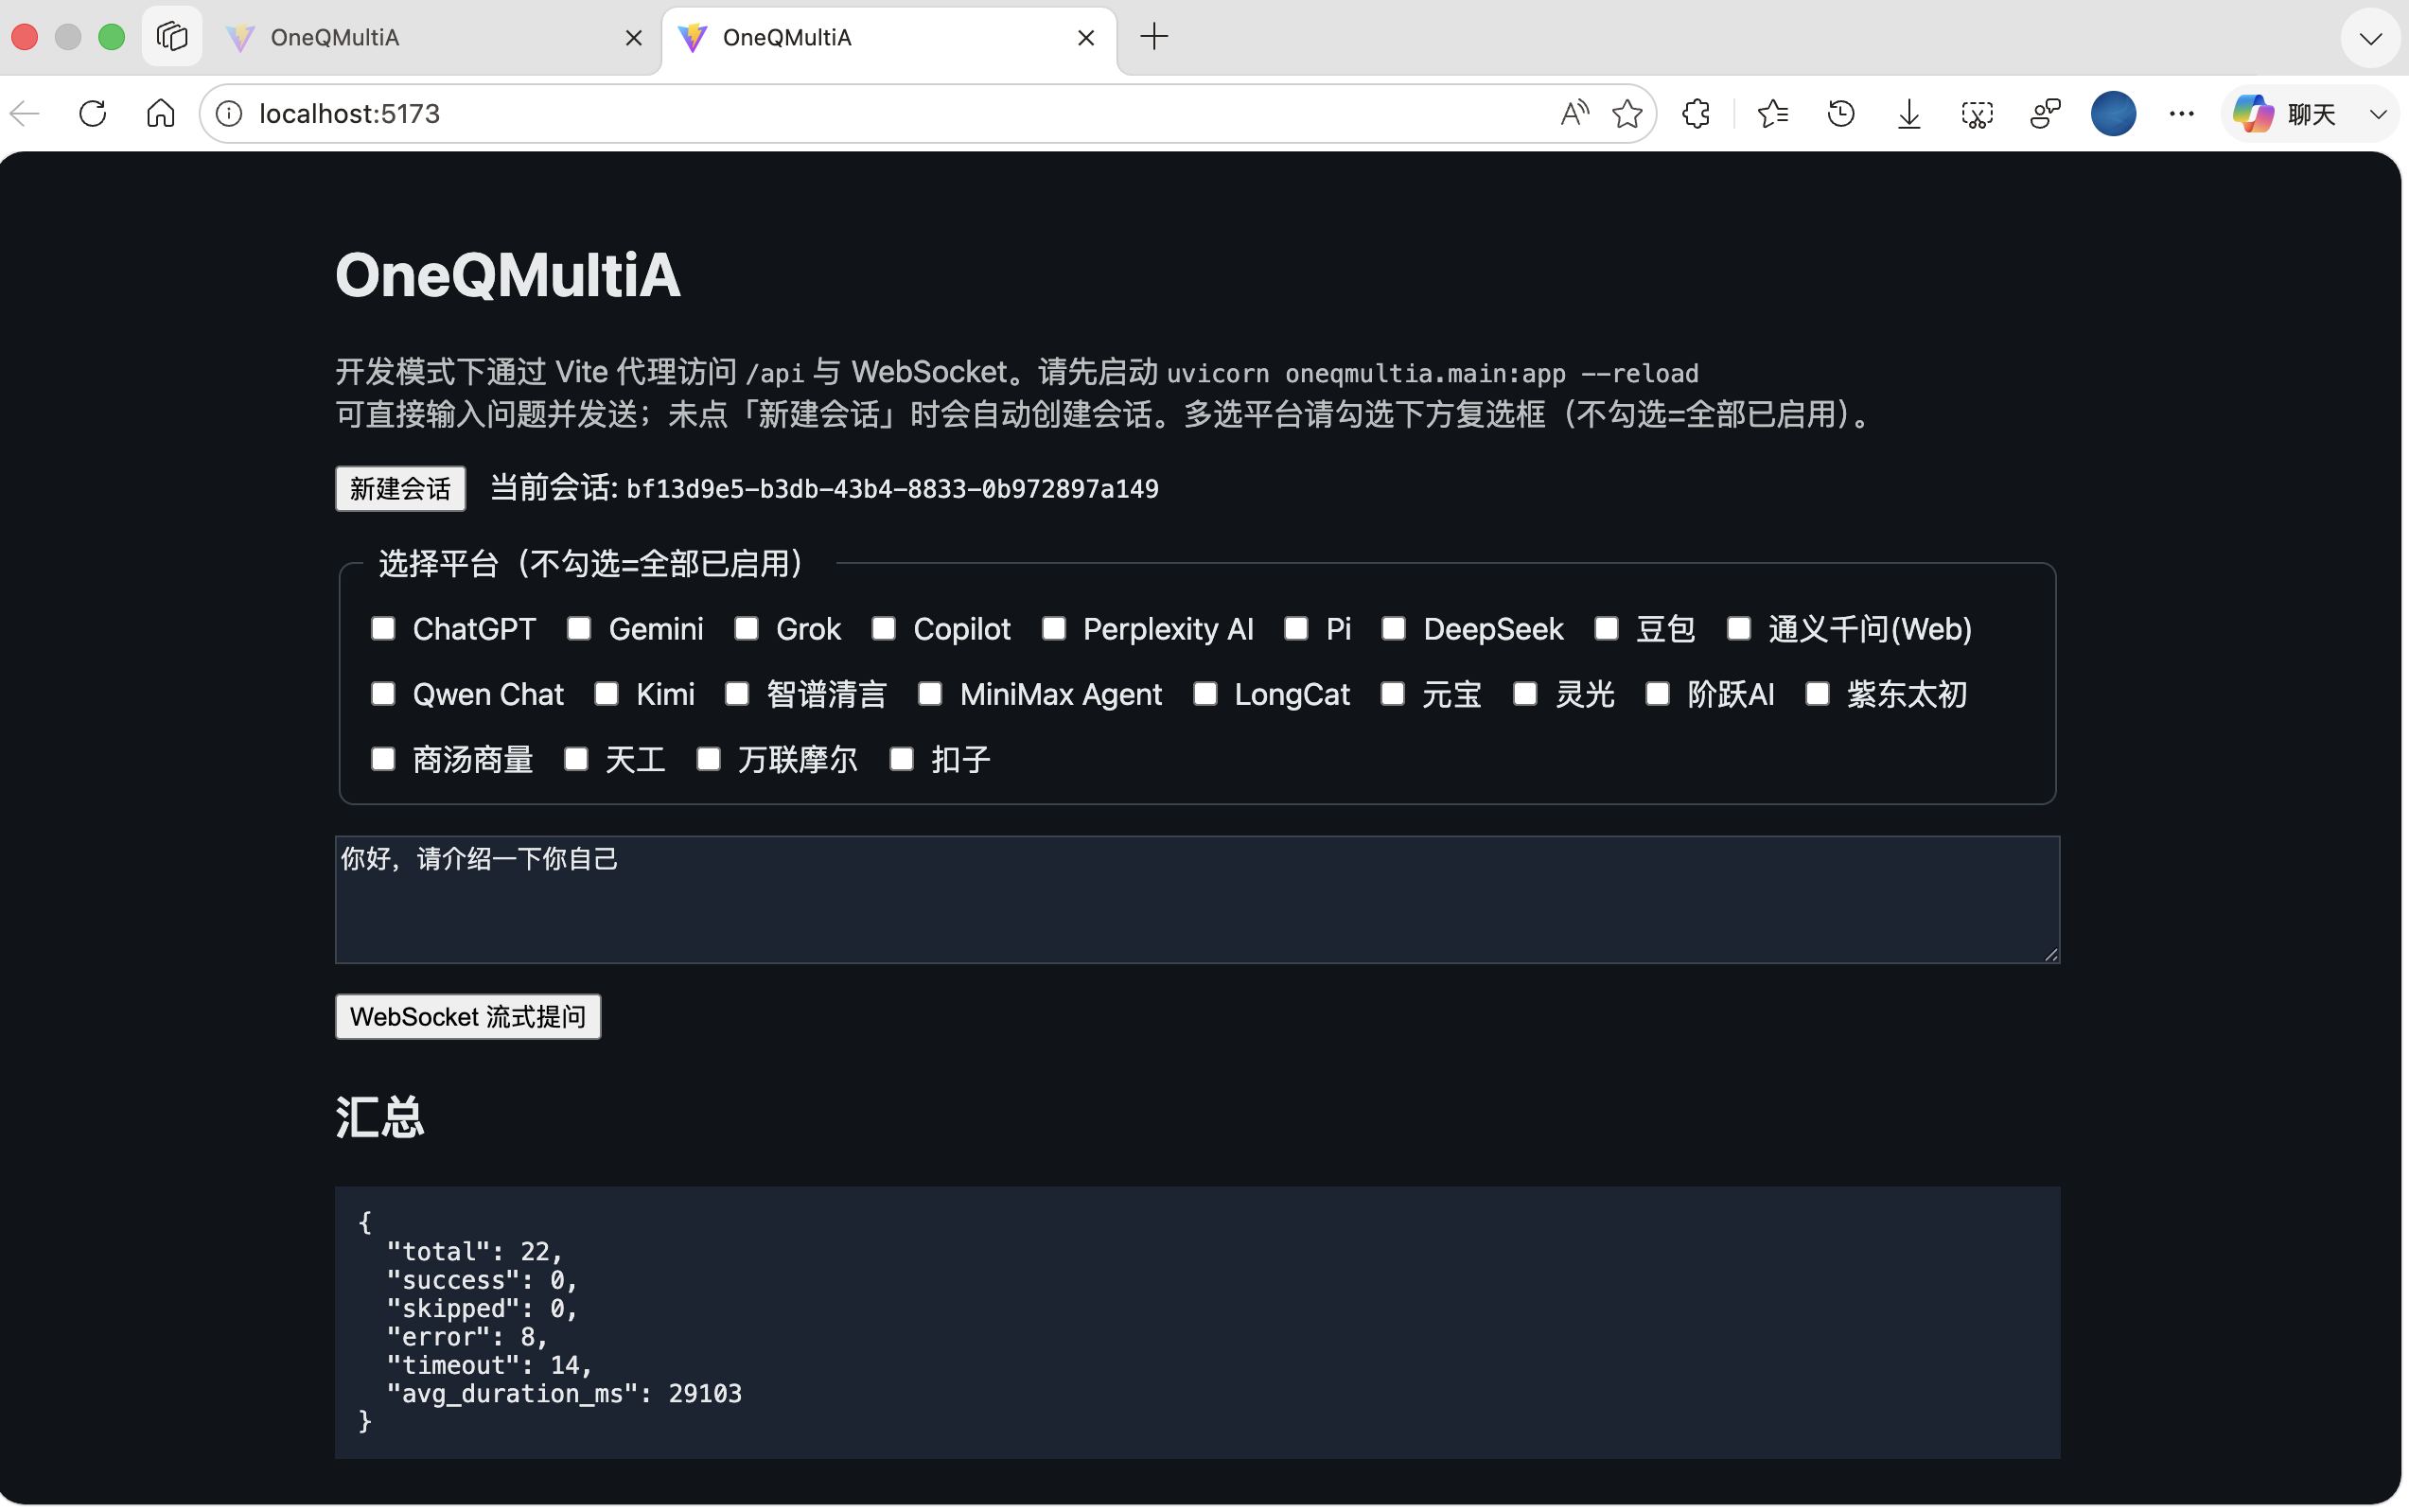 OneQMultiA
OneQMultiA
localhost:5173
聊天
OneQMultiA
开发模式下通过 Vite 代理访问 /api 与 WebSocket。请先启动 uvicorn oneqmultia.main:app --reload
可直接输入问题并发送；未点「新建会话」时会自动创建会话。多选平台请勾选下方复选框（不勾选=全部已启用）。
新建会话 当前会话: bf13d9e5-b3db-43b4-8833-0b972897a149
选择平台（不勾选=全部已启用）
ChatGPT Gemini Grok Copilot Perplexity AI Pi DeepSeek 豆包 通义千问(Web)
Qwen Chat Kimi 智谱清言 MiniMax Agent LongCat 元宝 灵光 阶跃AI 紫东太初
商汤商量 天工 万联摩尔 扣子
你好，请介绍一下你自己
WebSocket 流式提问
汇总
{
"total": 22,
"success": 0,
"skipped": 0,
"error": 8,
"timeout": 14,
"avg_duration_ms": 29103
}